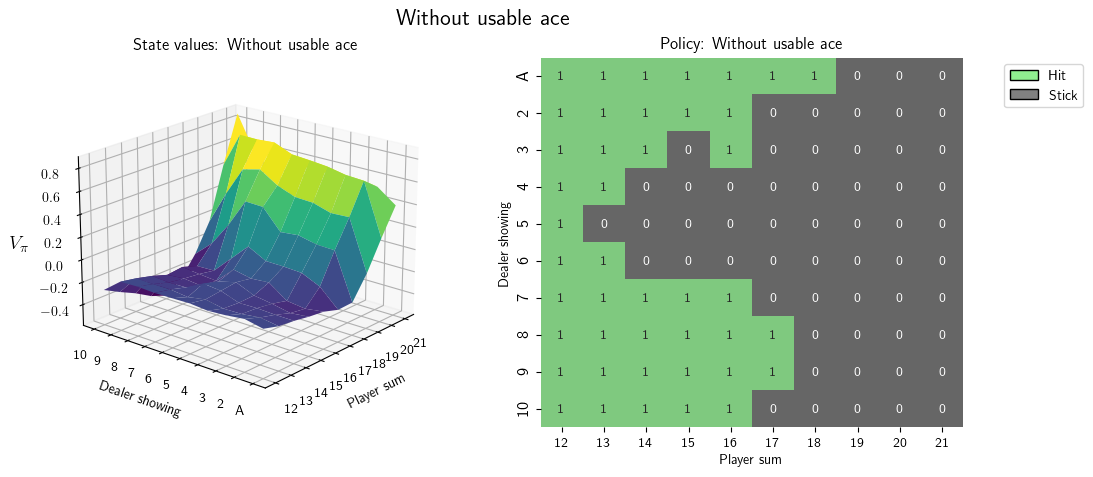 Without usable ace
State values: Without usable ace
0.8
0.6
0.4
0.2
0.0
−0.2
−0.4
Vπ
10 9 8 7 6 5 4 3 2 A
Dealer showing
12 13 14 15 16 17 18 19 20 21
Player sum
Policy: Without usable ace
A 1 1 1 1 1 1 1 0 0 0
2 1 1 1 1 1 0 0 0 0 0
3 1 1 1 0 1 0 0 0 0 0
4 1 1 0 0 0 0 0 0 0 0
5 1 0 0 0 0 0 0 0 0 0
6 1 1 0 0 0 0 0 0 0 0
7 1 1 1 1 1 0 0 0 0 0
8 1 1 1 1 1 1 0 0 0 0
9 1 1 1 1 1 1 0 0 0 0
10 1 1 1 1 1 0 0 0 0 0
Dealer showing
12 13 14 15 16 17 18 19 20 21
Player sum
Hit
Stick